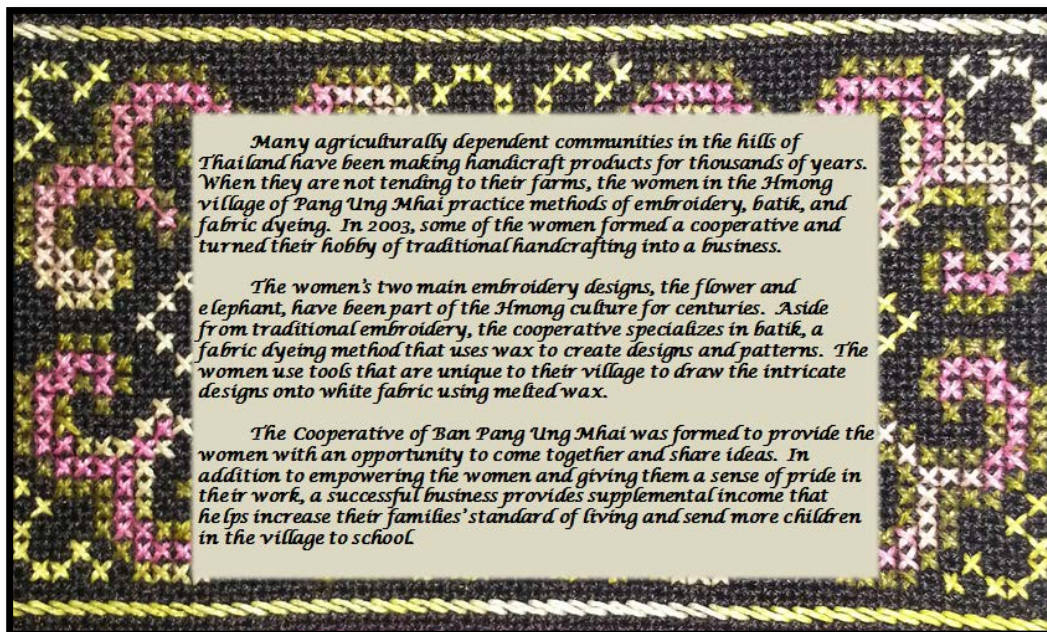 Many agriculturally dependent communities in the hills of
Thailand have been making handicraft products for thousands of years.
When they are not tending to their farms, the women in the Hmong
village of Pang Ung Mhai practice methods of embroidery, batik, and
fabric dyeing.  In 2003, some of the women formed a cooperative and
turned their hobby of traditional handcrafting into a business.
The women's two main embroidery designs, the flower and
elephant, have been part of the Hmong culture for centuries.  Aside
from traditional embroidery, the cooperative specializes in batik, a
fabric dyeing method that uses wax to create designs and patterns.  The
women use tools that are unique to their village to draw the intricate
designs onto white fabric using melted wax.
The Cooperative of Ban Pang Ung Mhai was formed to provide the
women with an opportunity to come together and share ideas.  In
addition to empowering the women and giving them a sense of pride in
their work, a successful business provides supplemental income that
helps increase their families' standard of living and send more children
in the village to school.